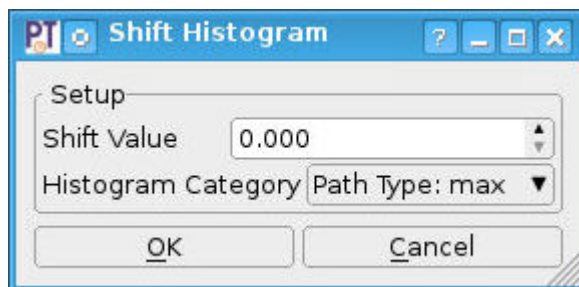 PT Shift Histogram ?
Setup
Shift Value 0.000
Histogram Category Path Type: max
OK Cancel